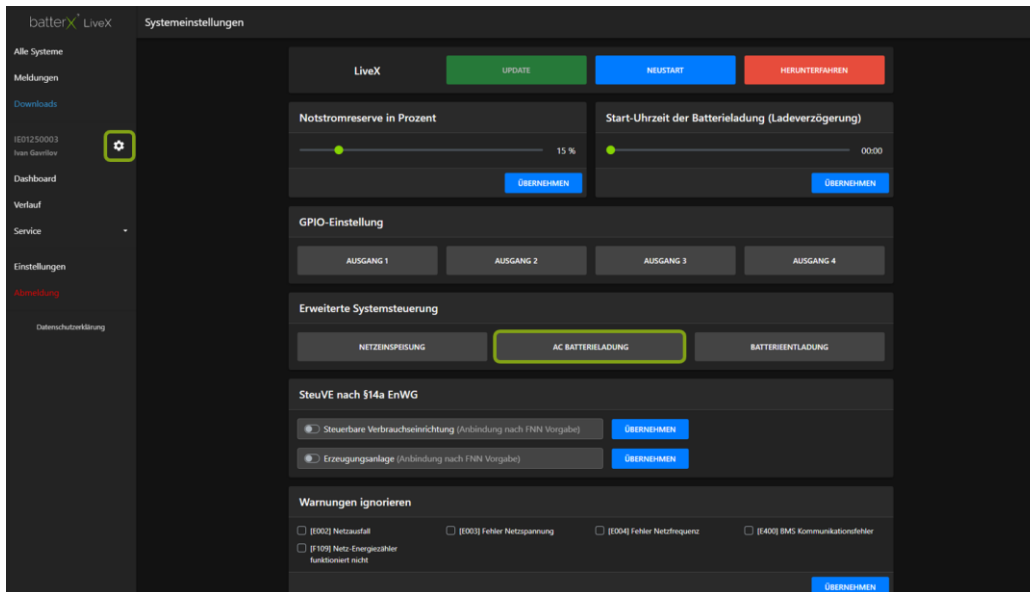 batterX LiveX
Systemeinstellungen
Alle Systeme
Meldungen
Downloads
IE01250003
Ivan Gavrilov
Dashboard
Verlauf
Service
Einstellungen
Abmeldung
Datenschutzerklärung
LiveX
UPDATE
NEUSTART
HERUNTERFAHREN
Notstromreserve in Prozent
15 %
ÜBERNEHMEN
Start-Uhrzeit der Batterieladung (Ladeverzögerung)
00:00
ÜBERNEHMEN
GPIO-Einstellung
AUSGANG 1
AUSGANG 2
AUSGANG 3
AUSGANG 4
Erweiterte Systemsteuerung
NETZEINSPEISUNG
AC BATTERIELADUNG
BATTERIEENTLADUNG
SteuVE nach §14a EnWG
Steuerbare Verbrauchseinrichtung (Anbindung nach FNN Vorgabe)
ÜBERNEHMEN
Erzeugungsanlage (Anbindung nach FNN Vorgabe)
ÜBERNEHMEN
Warnungen ignorieren
[E002] Netzausfall
[E003] Fehler Netzspannung
[E004] Fehler Netzfrequenz
[E400] BMS Kommunikationsfehler
[F109] Netz-Energiezähler
funktioniert nicht
ÜBERNEHMEN